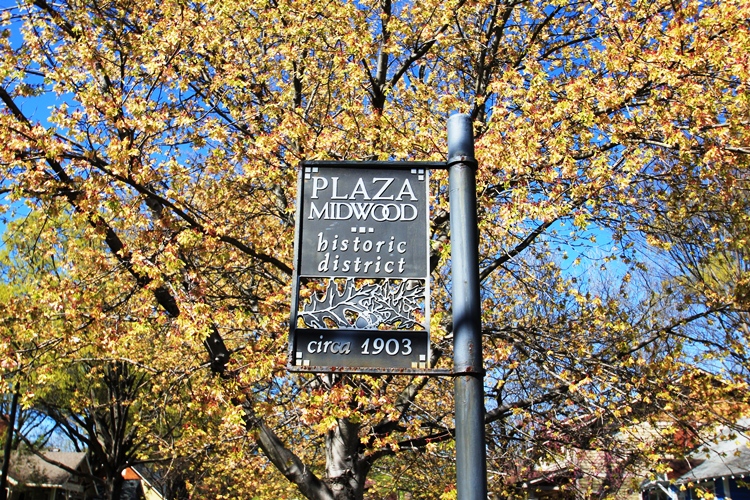 PLAZA
MIDWOOD
historic
district
circa 1903